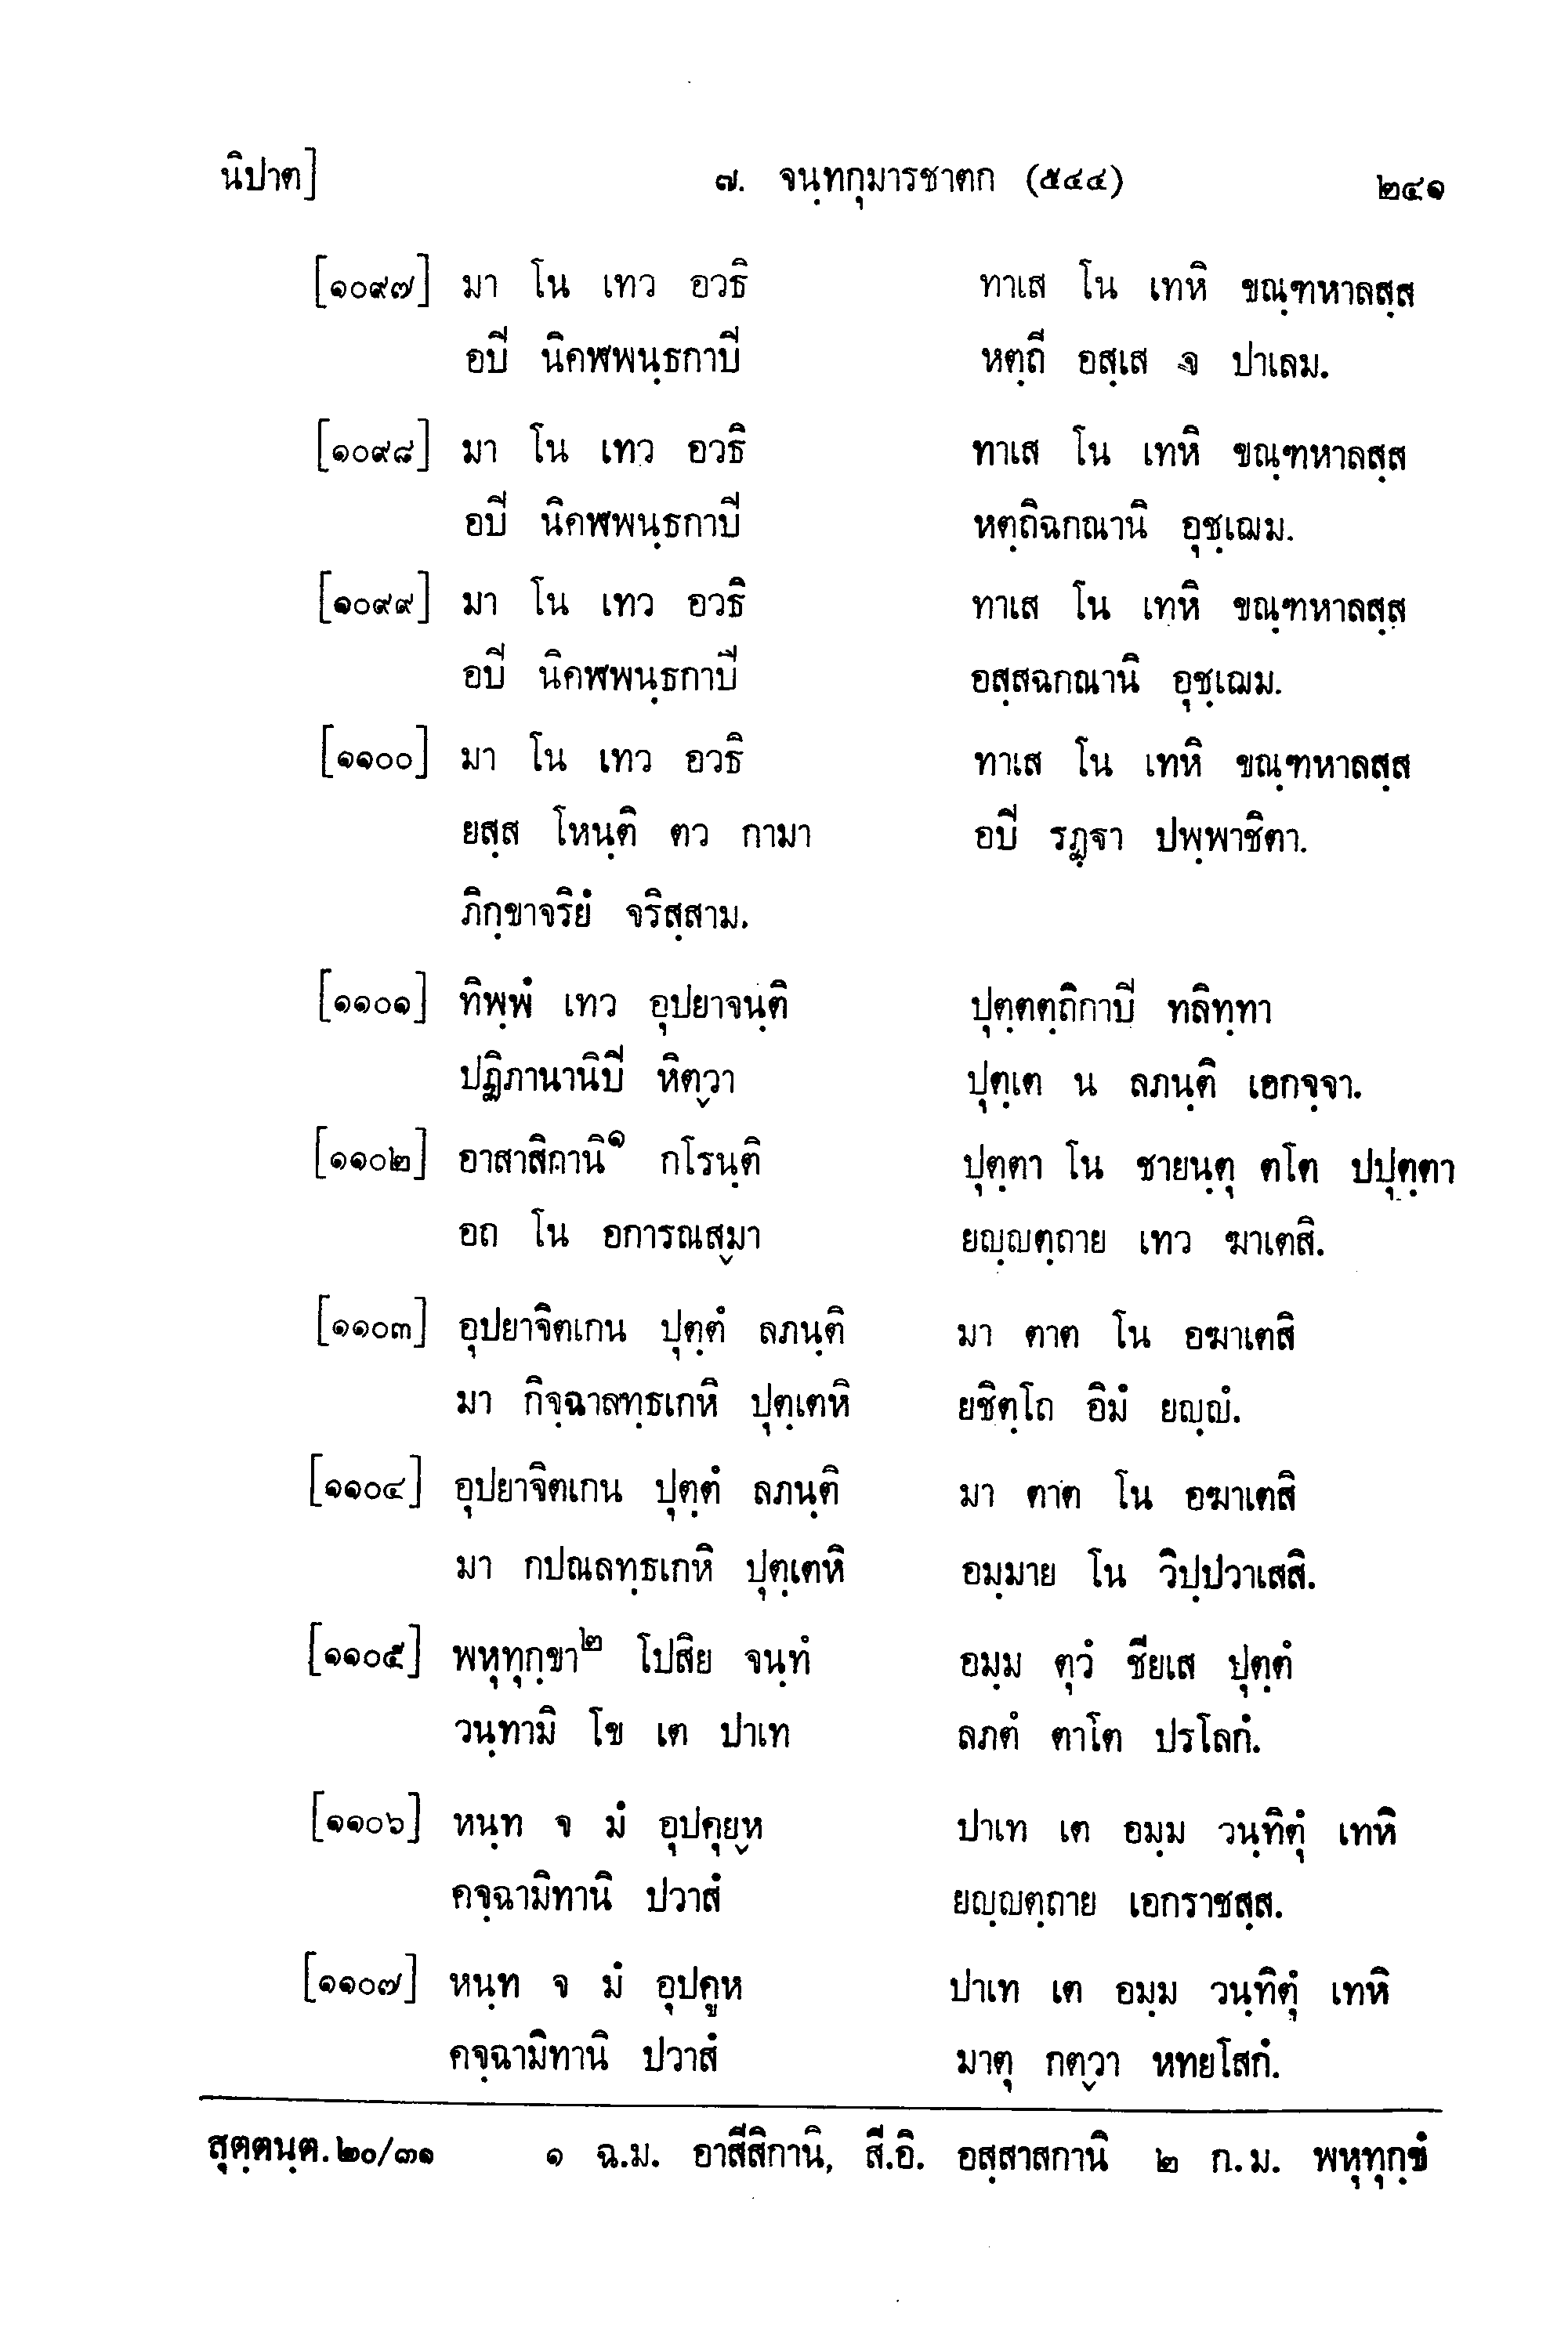 นิปาต] ๗. จนฺทกุมารชาตก (๕๔๔) ๒๔๑
[๑๐๙๗] มา โน เทว อวธิ ทาเส โน เทหิ ขณฺฑหาลสฺส
อปี นิคฬพนฺธกาปี หตฺถี อสฺเส จ ปาเลม.
[๑๐๙๘] มา โน เทว อวธิ ทาเส โน เทหิ ขณฺฑหาลสฺส
อปี นิคฬพนฺธกาปี หตฺถิฉกณานิ อุชฺเฌม.
[๑๐๙๙] มา โน เทว อวธิ ทาเส โน เทหิ ขณฺฑหาลสฺส
อปี นิคฬพนฺธกาปี อสฺสฉกณานิ อุชฺเฌม.
[๑๑๐๐] มา โน เทว อวธิ ทาเส โน เทหิ ขณฺฑหาลสฺส
ยสฺส โหนฺติ ตว กามา อปี รฏฺฐา ปพฺพาชิตา.
ภิกฺขาจริยํ จริสฺสาม.
[๑๑๐๑] ทิพฺพํ เทว อุปยาจนฺติ ปุตฺตตฺถิกาปี ทลิทฺทา
ปฏิภานานิปี หิตฺวา ปุตฺเต น ลภนฺติ เอกจฺจา.
[๑๑๐๒] อาสาสิกานิ๑ กโรนฺติ ปุตฺตา โน ชายนฺตุ ตโต ปปุตฺตา
อถ โน อการณสฺมา ยญฺญตฺถาย เทว ฆาเตสิ.
[๑๑๐๓] อุปยาจิตเกน ปุตฺตํ ลภนฺติ มา ตาต โน อฆาเตสิ
มา กิจฺฉาลทฺธเกหิ ปุตฺเตหิ ยชิตฺโถ อิมํ ยญฺญํ.
[๑๑๐๔] อุปยาจิตเกน ปุตฺตํ ลภนฺติ มา ตาต โน อฆาเตสิ
มา กปณลทฺธเกหิ ปุตฺเตหิ อมฺมาย โน วิปฺปวาเสสิ.
[๑๑๐๕] พหุทุกฺขา๒ โปสิย จนฺทํ อมฺม ตุวํ ชียเส ปุตฺตํ
วนฺทามิ โข เต ปาเท ลภตํ ตาโต ปรโลกํ.
[๑๑๐๖] หนฺท จ มํ อุปคุยฺห ปาเท เต อมฺม วนฺทิตุํ เทหิ
คจฺฉามิทานิ ปวาสํ ยญฺญตฺถาย เอกราชสฺส.
[๑๑๐๗] หนฺท จ มํ อุปคูห ปาเท เต อมฺม วนฺทิตุํ เทหิ
คจฺฉามิทานิ ปวาสํ มาตุ กตฺวา หทยโสกํ.
สุตฺตนฺต.๒๐/๓๑ ๑ ฉ.ม. อาสีสิกานิ, สี.อิ. อสฺสาสกานิ ๒ ก.ม. พหุทุกฺขํ